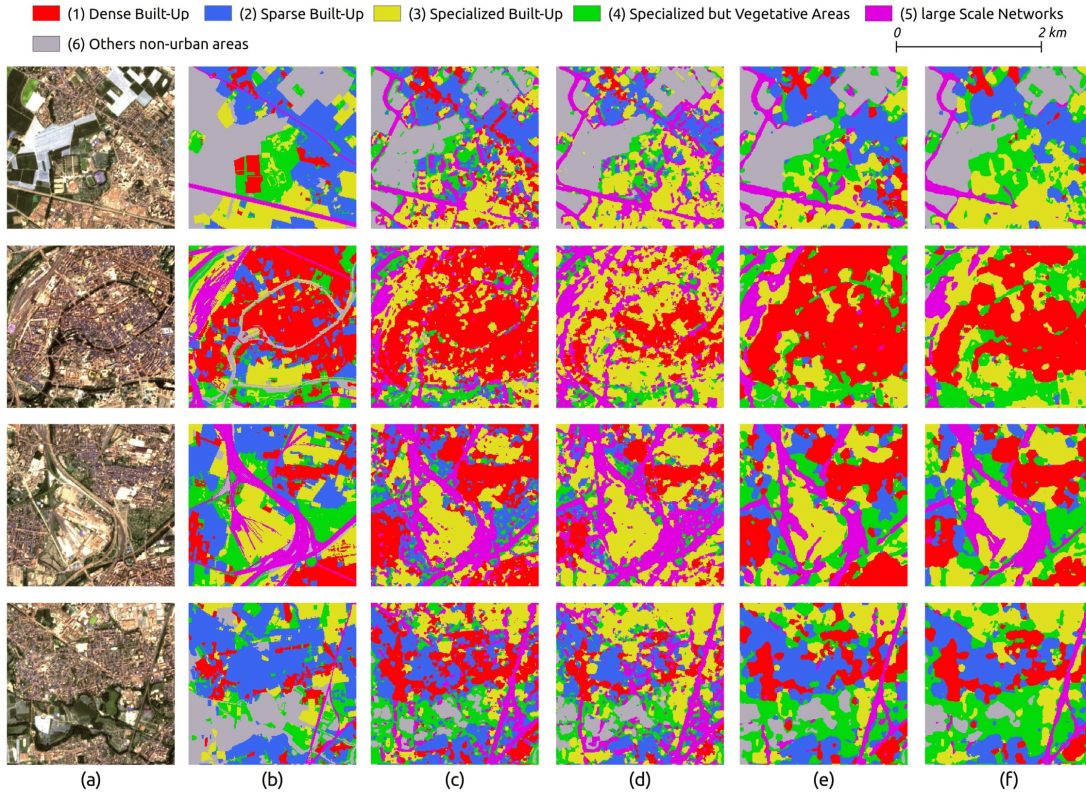 (1) Dense Built-Up (2) Sparse Built-Up (3) Specialized Built-Up (4) Specialized but Vegetative Areas (5) large Scale Networks
(6) Others non-urban areas
0 2 km
(a) (b) (c) (d) (e) (f)